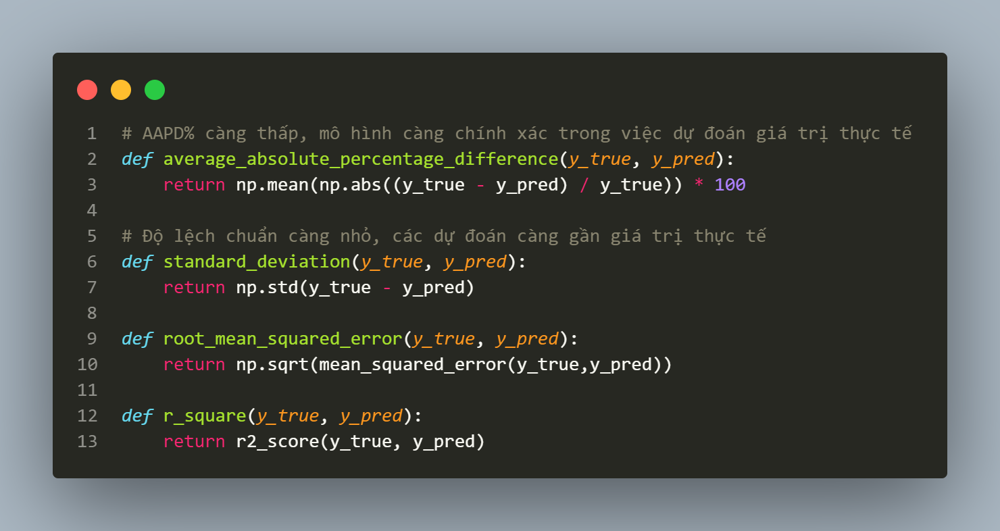 1 # AAPD% càng thấp, mô hình càng chính xác trong việc dự đoán giá trị thực tế
2 def average_absolute_percentage_difference(y_true, y_pred):
3     return np.mean(np.abs((y_true - y_pred) / y_true)) * 100
4
5 # Độ lệch chuẩn càng nhỏ, các dự đoán càng gần giá trị thực tế
6 def standard_deviation(y_true, y_pred):
7     return np.std(y_true - y_pred)
8
9 def root_mean_squared_error(y_true, y_pred):
10     return np.sqrt(mean_squared_error(y_true,y_pred))
11
12 def r_square(y_true, y_pred):
13     return r2_score(y_true, y_pred)